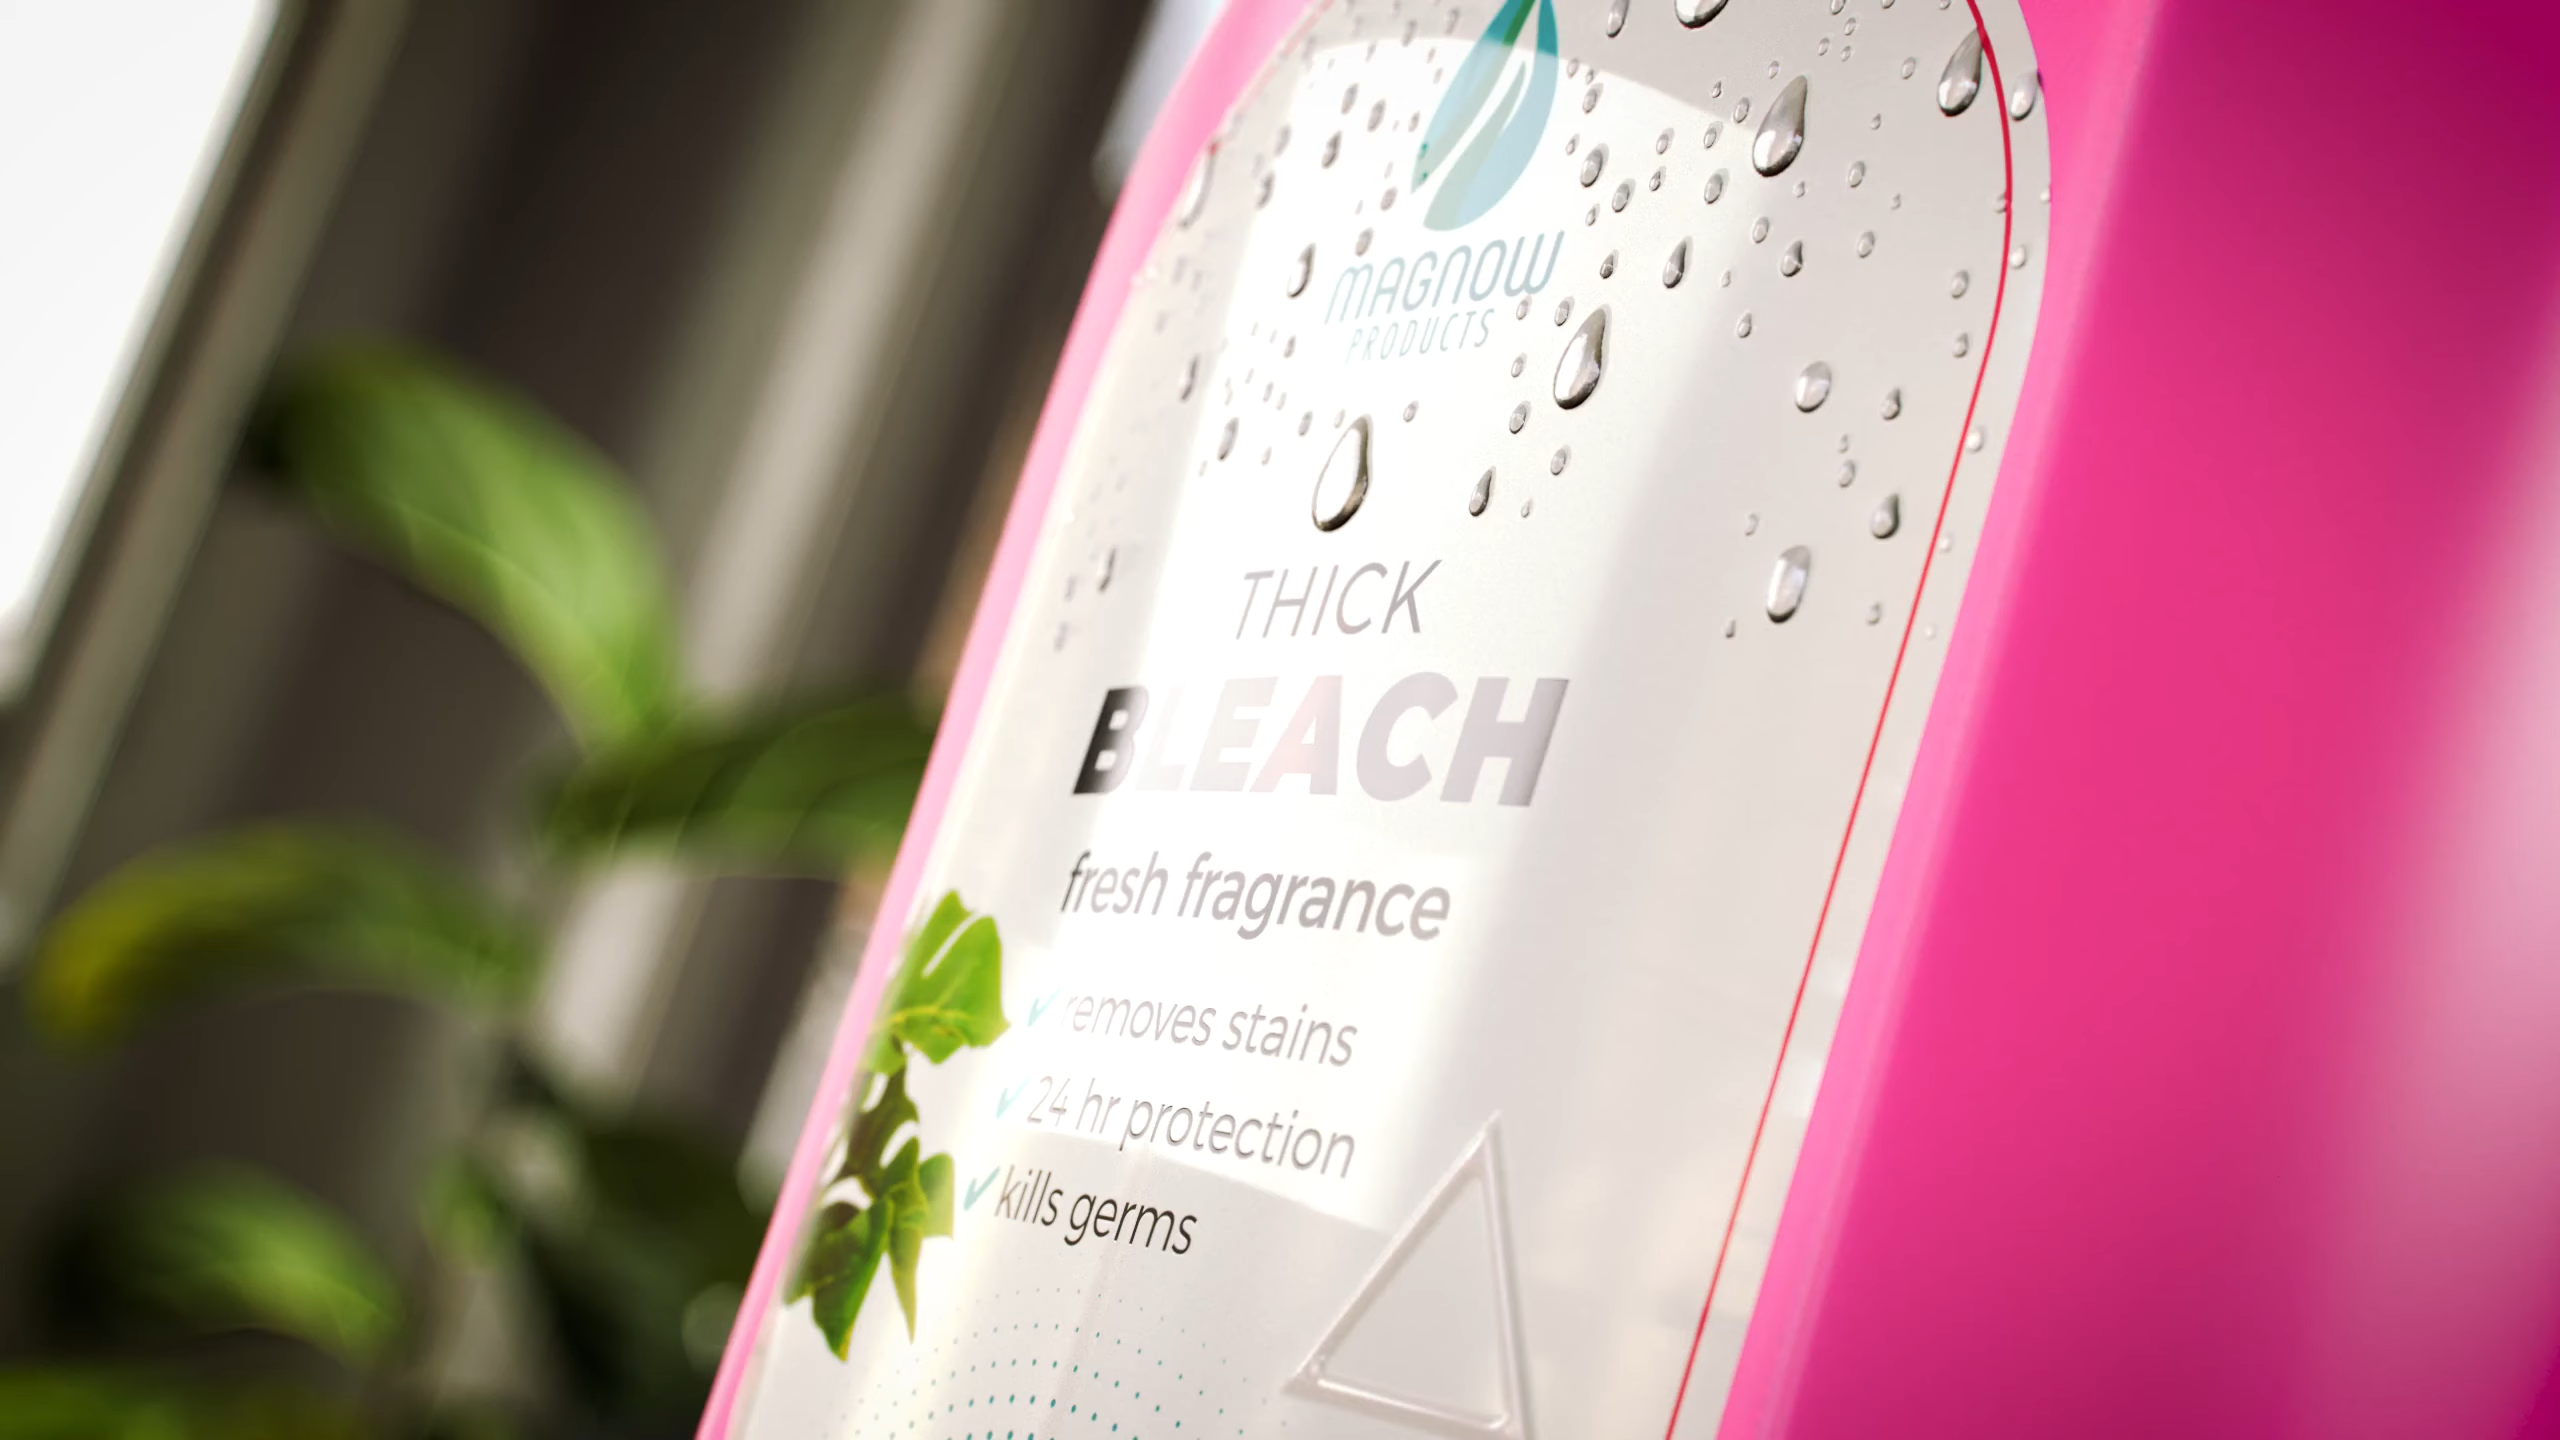 MAGNOW
PRODUCTS
THICK
BLEACH
fresh fragrance
removes stains
24 hr protection
kills germs